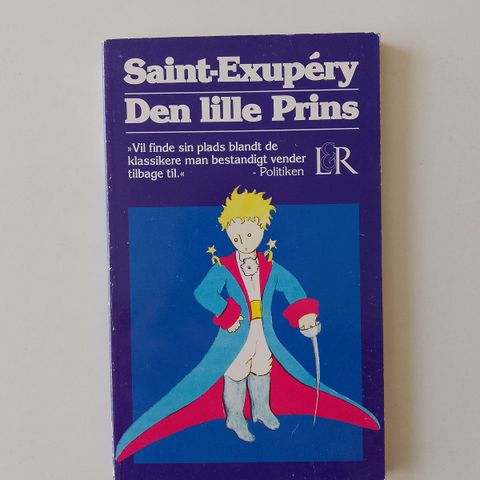 Saint-Exupéry
Den lille Prins
»Vil finde sin plads blandt de
klassikere man bestandigt vender
tilbage til.«
- Politiken
L&R